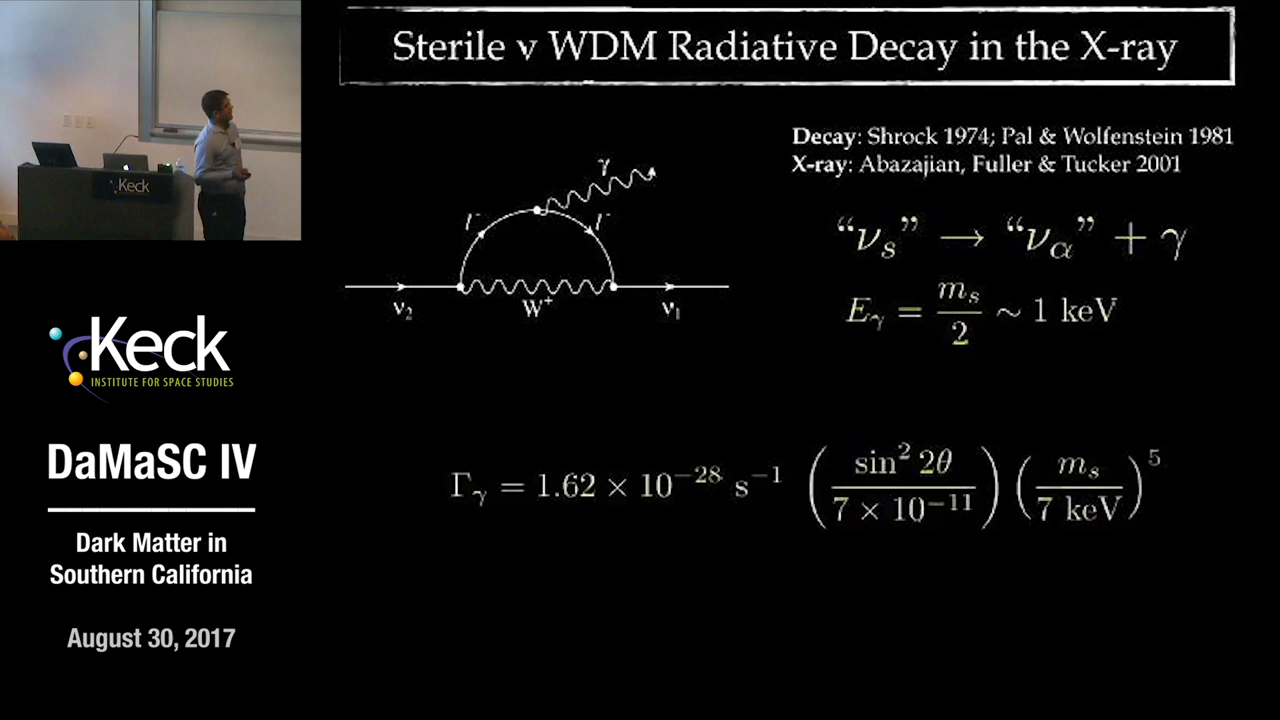 Sterile ν WDM Radiative Decay in the X-ray
Decay: Shrock 1974; Pal & Wolfenstein 1981
X-ray: Abazajian, Fuller & Tucker 2001
γ
l⁻ l⁻
ν₂ W⁺ ν₁
“νₛ” → “ν_α” + γ
E_γ = m_s / 2 ~ 1 keV
Γ_γ = 1.62 × 10⁻²⁸ s⁻¹ (sin² 2θ / 7 × 10⁻¹¹) (m_s / 7 keV)⁵
Keck
Keck
INSTITUTE FOR SPACE STUDIES
DaMaSC IV
Dark Matter in
Southern California
August 30, 2017